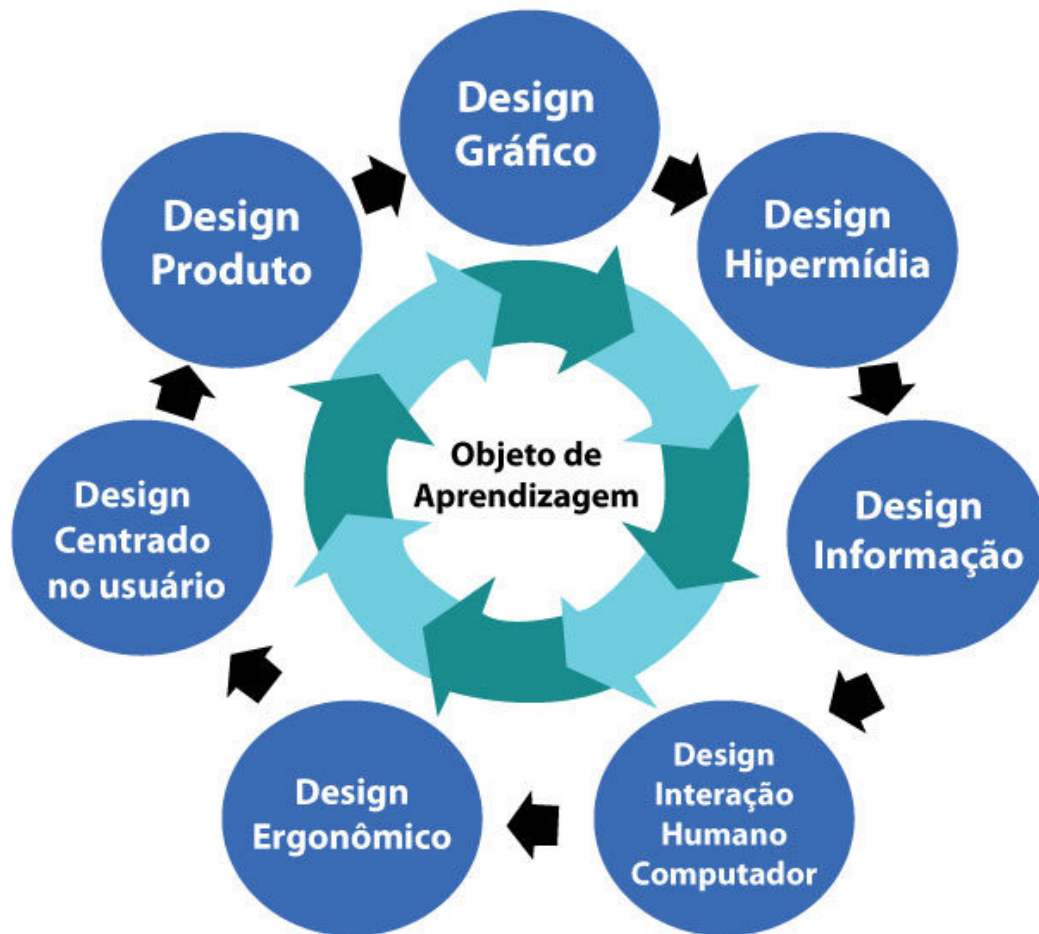 Design
Gráfico
Design
Hipermídia
Design
Informação
Design
Interação
Humano
Computador
Design
Ergonômico
Design
Centrado
no usuário
Design
Produto
Objeto de
Aprendizagem